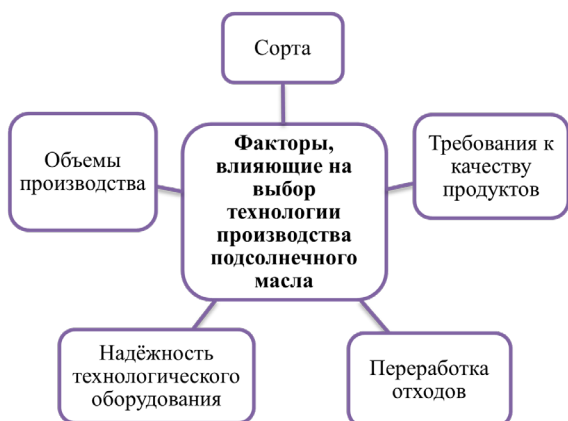 Сорта
Факторы,
влияющие на
выбор
технологии
производства
подсолнечного
масла
Объемы
производства
Требования к
качеству
продуктов
Надёжность
технологического
оборудования
Переработка
отходов